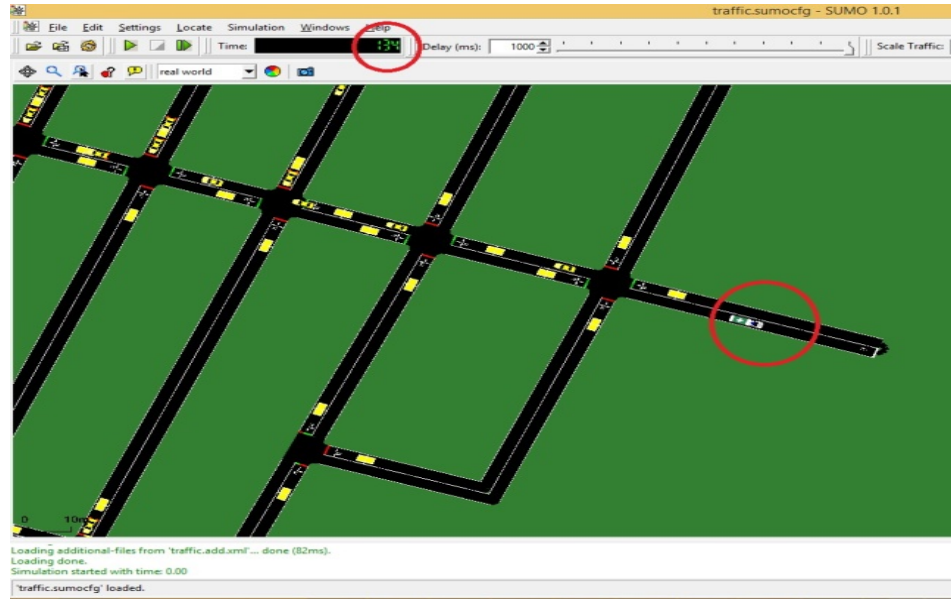 traffic.sumocfg - SUMO 1.0.1
File Edit Settings Locate Simulation Windows Help
Time: 134 Delay (ms): 1000 Scale Traffic:
real world
0 10m
Loading additional-files from 'traffic.add.xml'... done (82ms).
Loading done.
Simulation started with time: 0.00
'traffic.sumocfg' loaded.